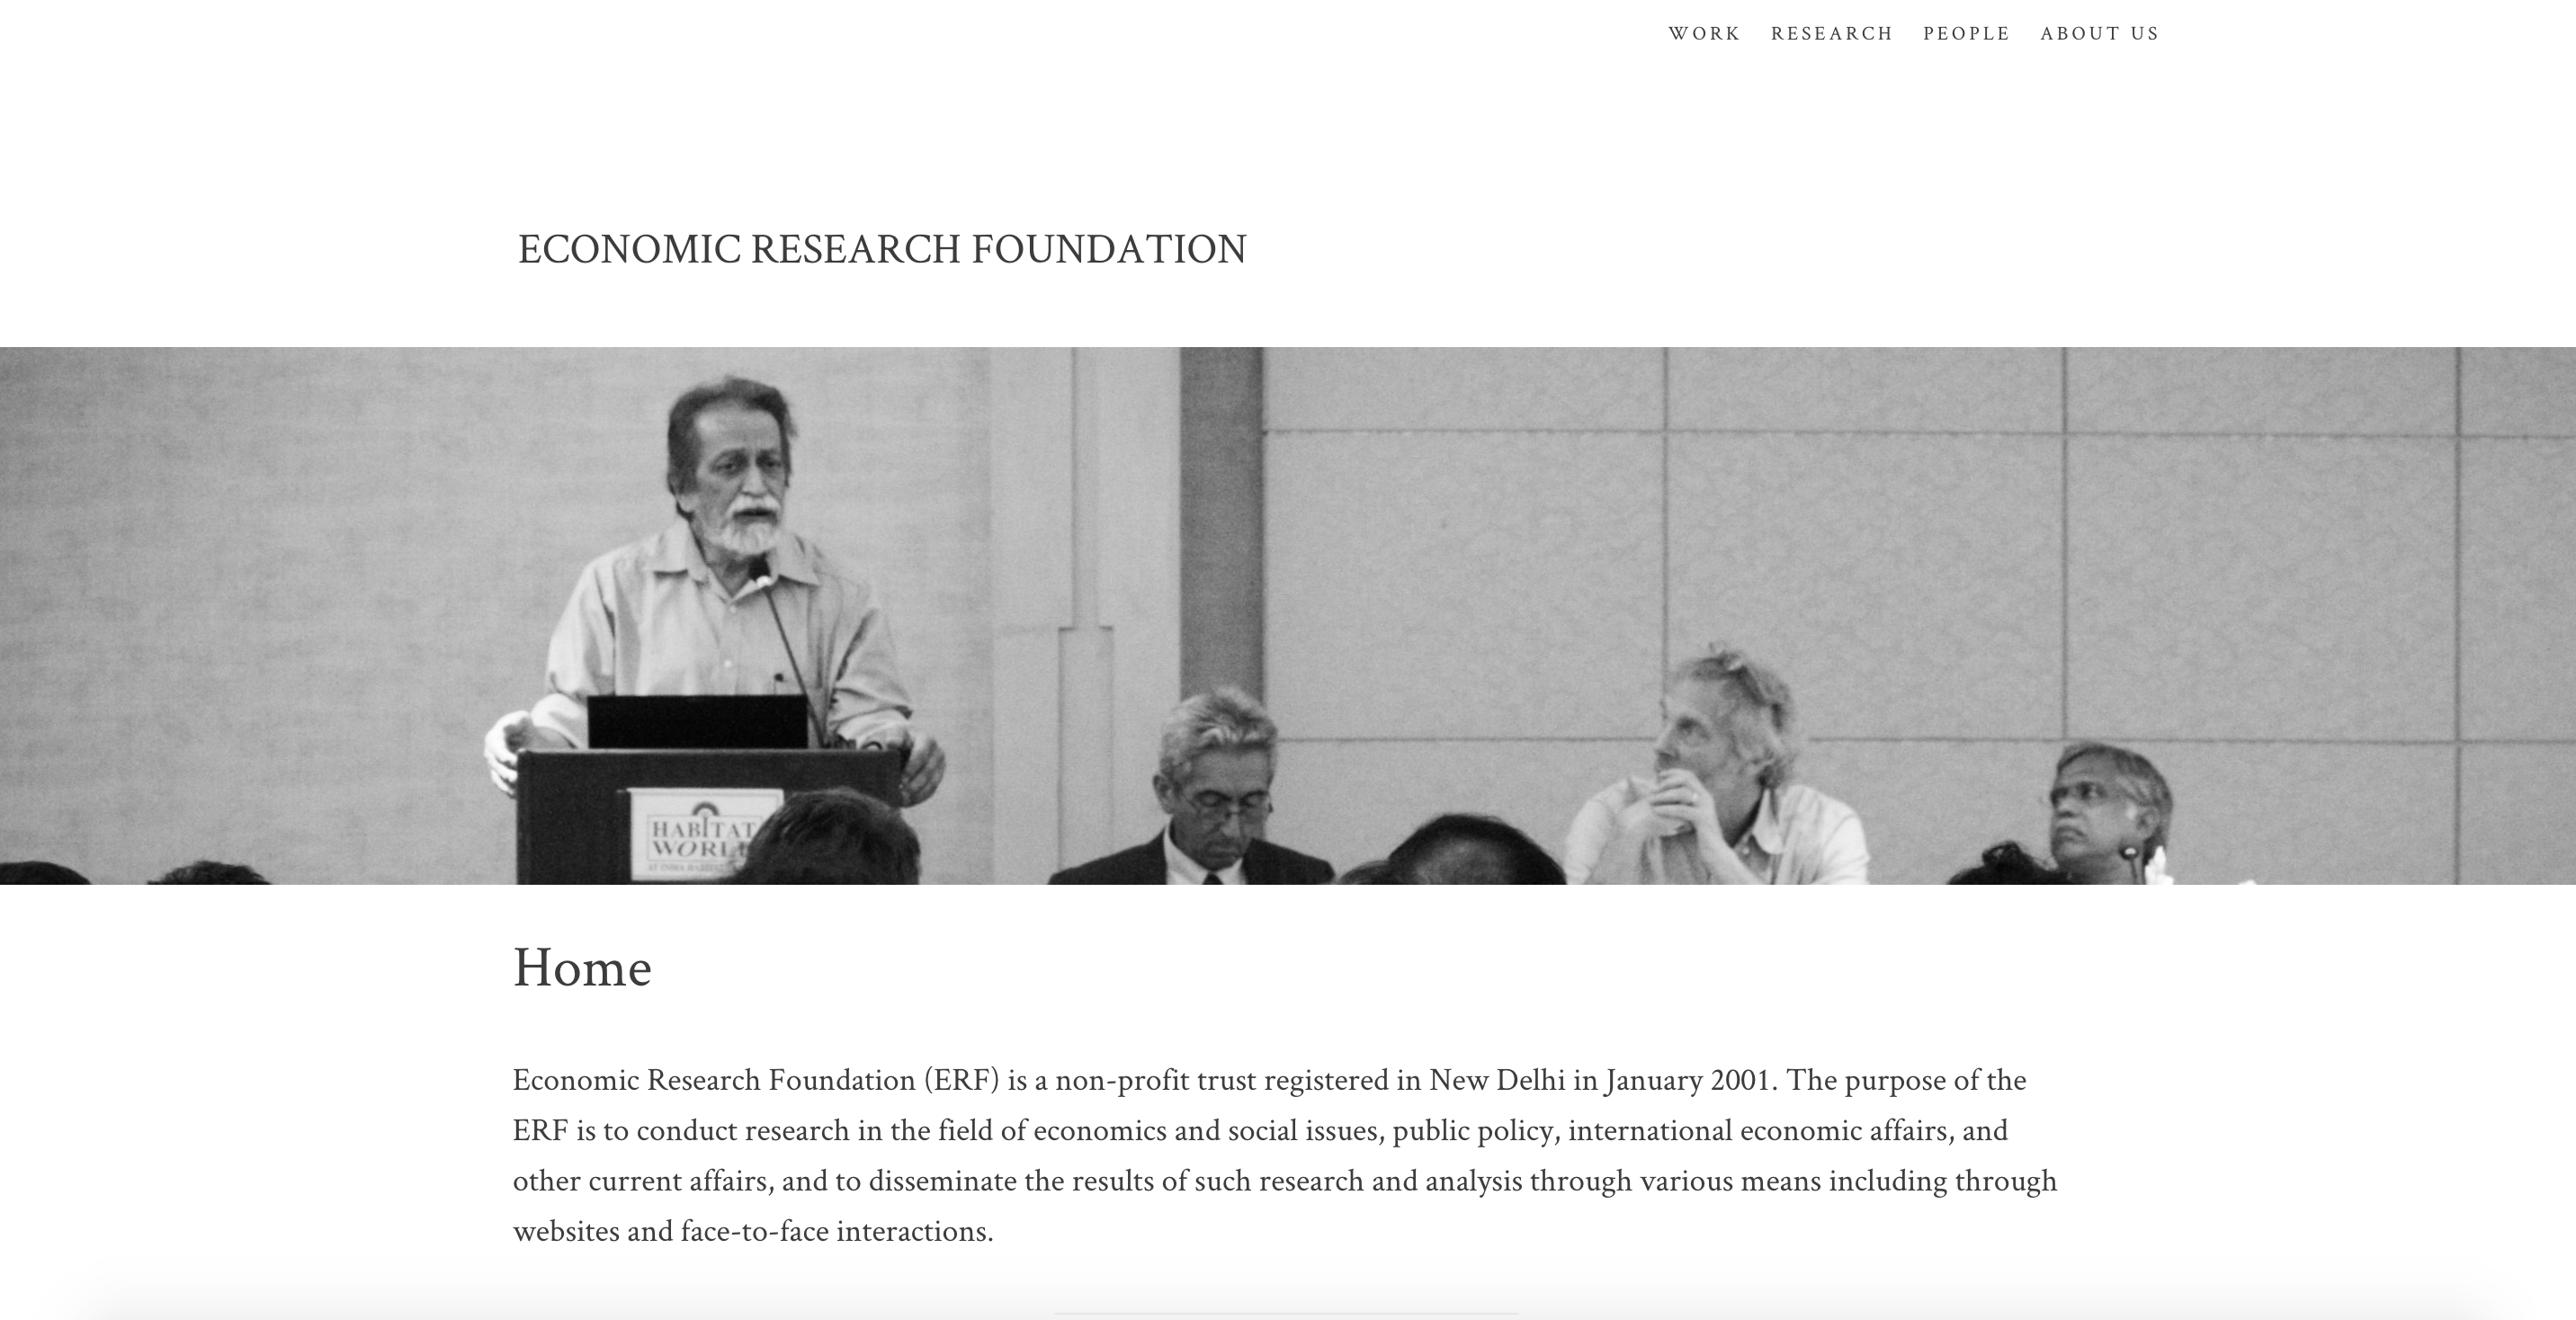 WORK RESEARCH PEOPLE ABOUT US
ECONOMIC RESEARCH FOUNDATION
HABITAT
Home
Economic Research Foundation (ERF) is a non-profit trust registered in New Delhi in January 2001. The purpose of the
ERF is to conduct research in the field of economics and social issues, public policy, international economic affairs, and
other current affairs, and to disseminate the results of such research and analysis through various means including through
websites and face-to-face interactions.